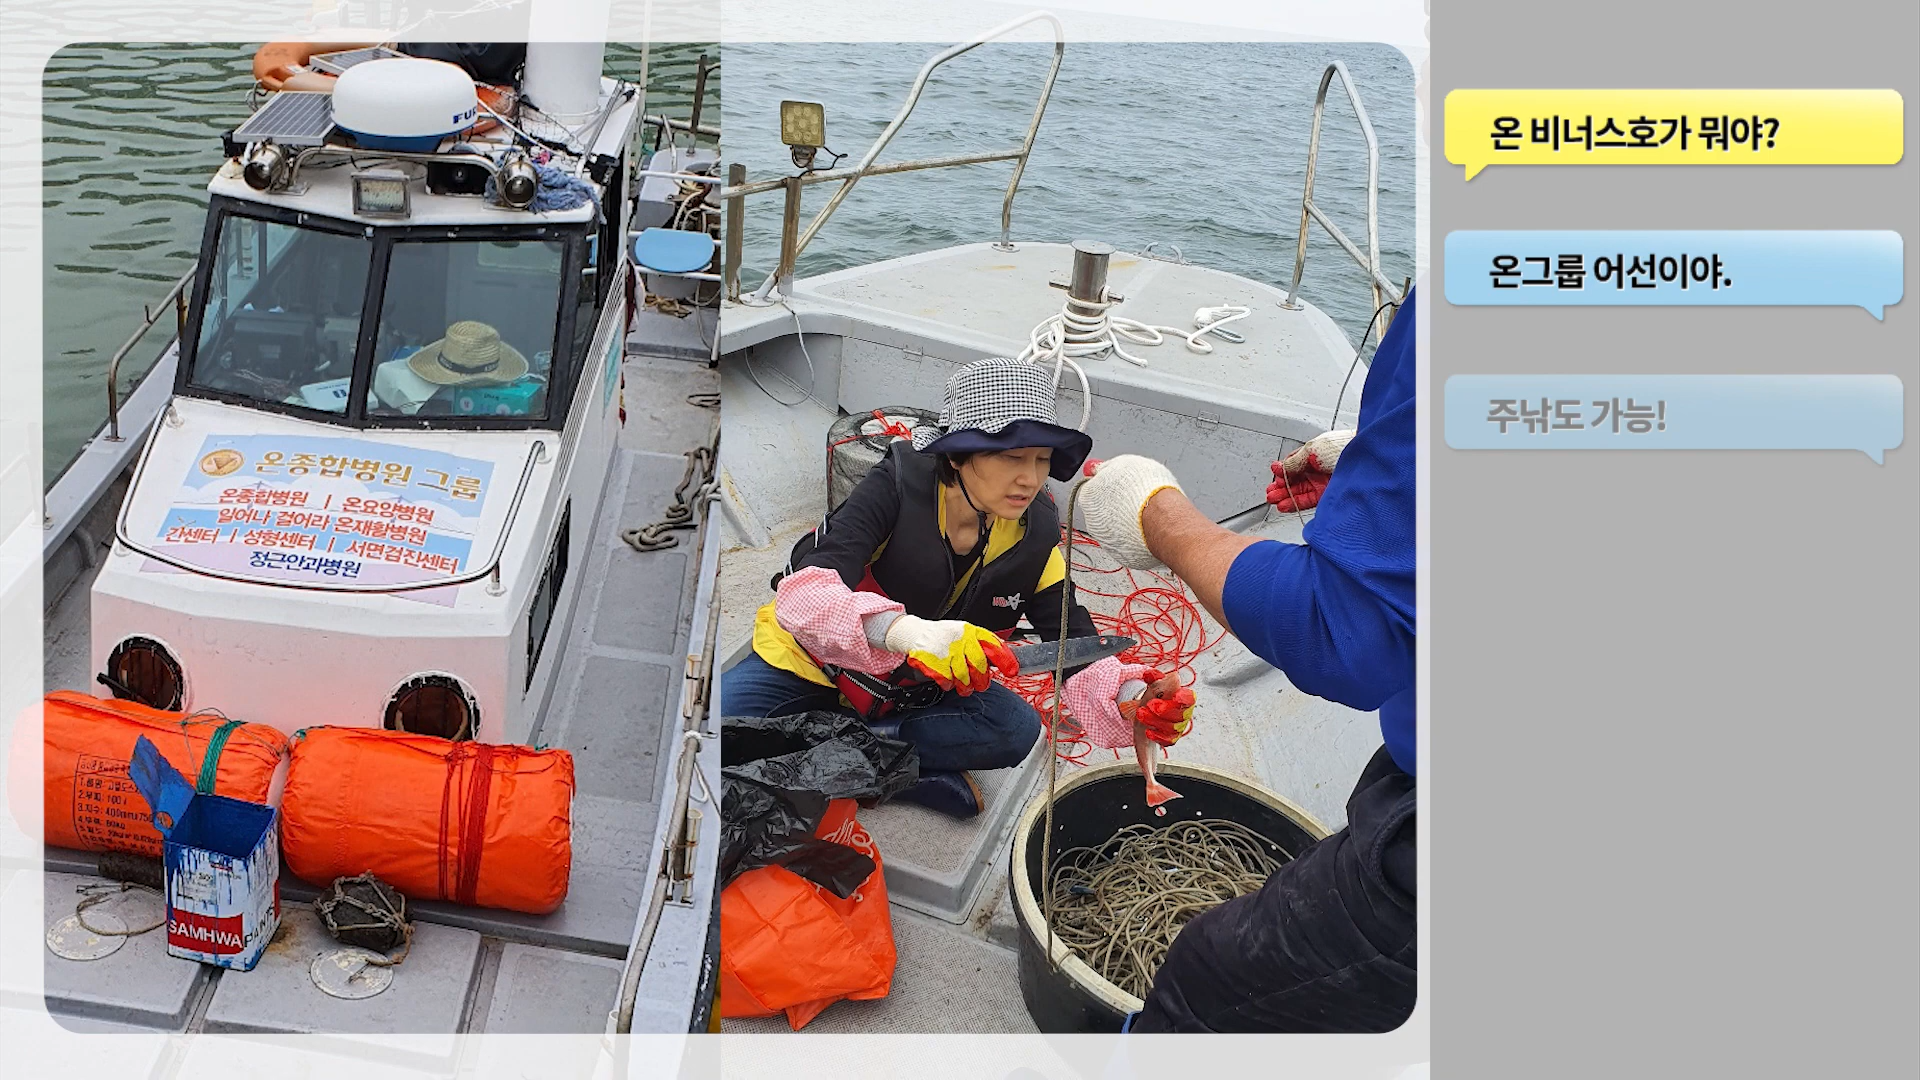 온 비너스호가 뭐야?
온그룹 어선이야.
주낚도 가능!
FUR
온종합병원 그룹
온종합병원 | 온요양병원
일어나 걸어라 온재활병원
간센터 | 성형센터 | 서면검진센터
정근안과병원
SAMHWA